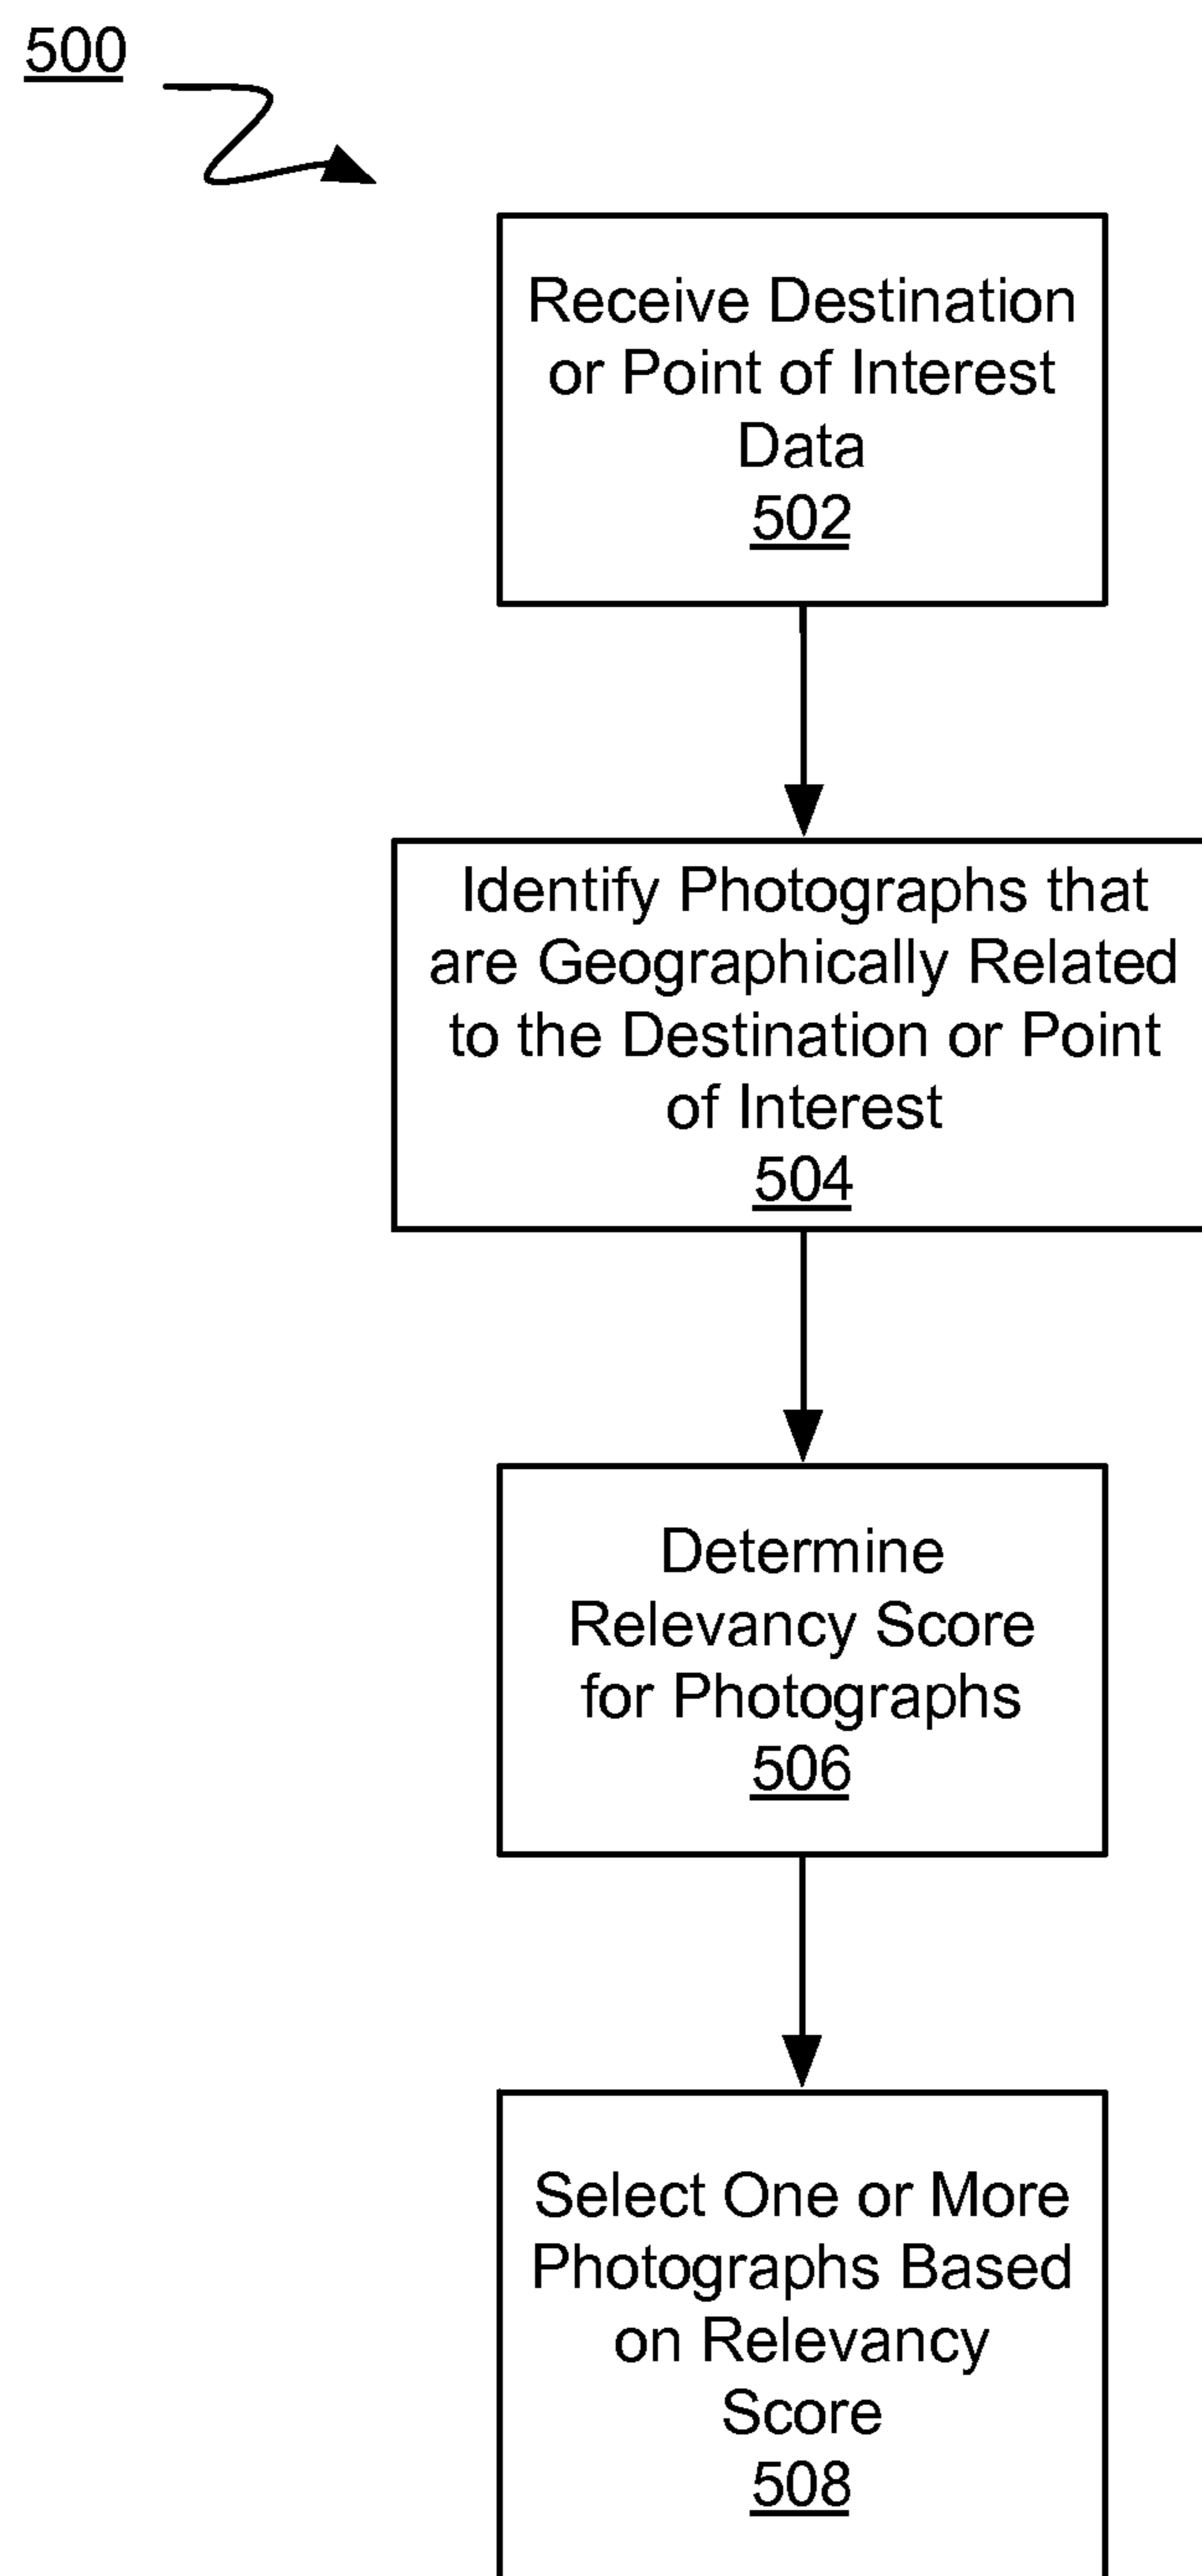 500
Receive Destination
or Point of Interest
Data
502
Identify Photographs that
are Geographically Related
to the Destination or Point
of Interest
504
Determine
Relevancy Score
for Photographs
506
Select One or More
Photographs Based
on Relevancy
Score
508